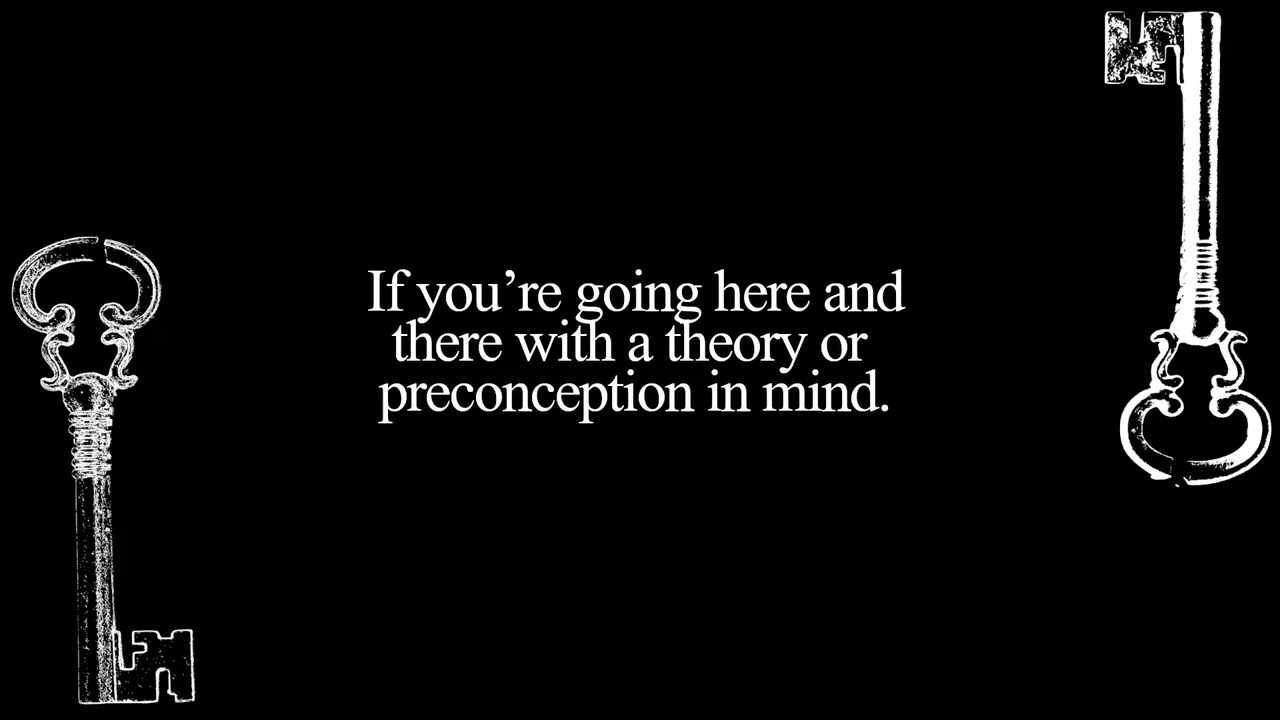 If you’re going here and
there with a theory or
preconception in mind.